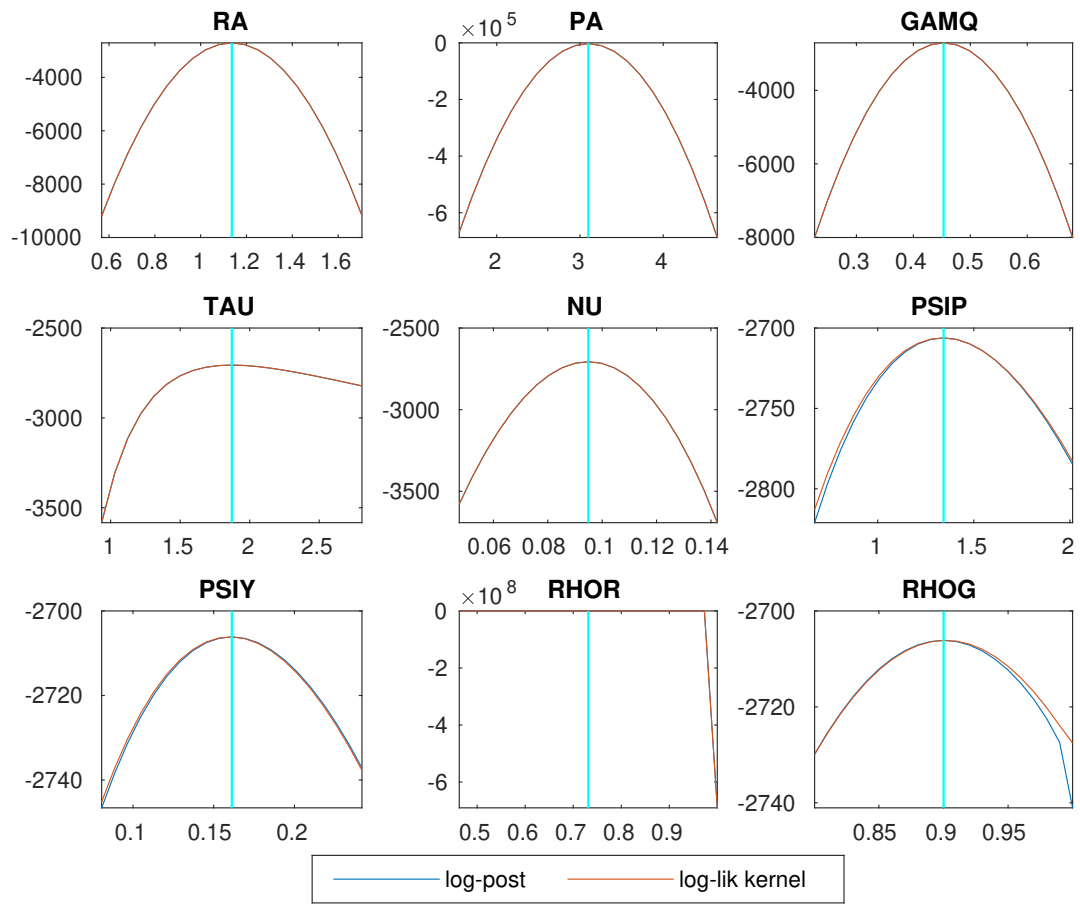 RA
-4000
-6000
-8000
-10000
0.6 0.8 1 1.2 1.4 1.6
PA
×10^5
0
-2
-4
-6
2 3 4
GAMQ
-4000
-6000
-8000
0.3 0.4 0.5 0.6
TAU
-2500
-3000
-3500
1 1.5 2 2.5
NU
-2500
-3000
-3500
0.06 0.08 0.1 0.12 0.14
PSIP
-2700
-2750
-2800
1 1.5 2
PSIY
-2700
-2720
-2740
0.1 0.15 0.2
RHOR
×10^8
0
-2
-4
-6
0.5 0.6 0.7 0.8 0.9
RHOG
-2700
-2720
-2740
0.85 0.9 0.95
log-post log-lik kernel